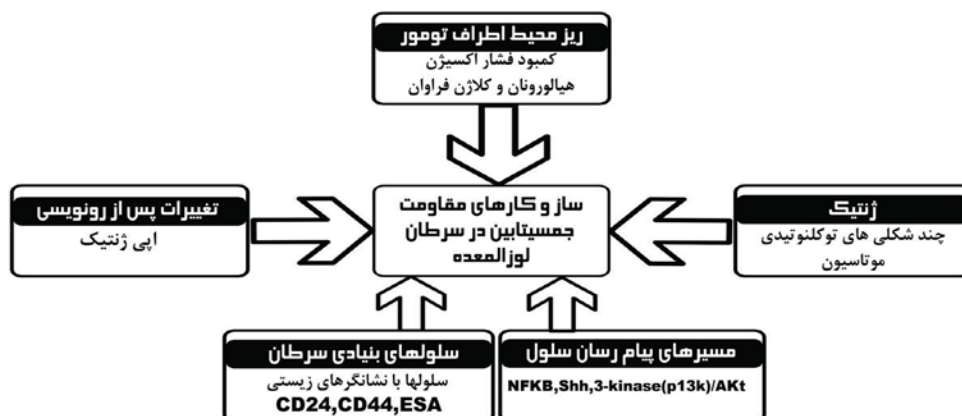 ریز محیط اطراف تومور
کمبود فشار اکسیژن
هیالورونان و کلاژن فراوان
ژنتیک
چند شکلی های توکلنوتیدی
موتاسیون
ساز و کارهای مقاومت
جمسیتابین در سرطان
لوزالمعده
تغییرات پس از رونویسی
اپی ژنتیک
مسیرهای پیام رسان سلول
NFKB,Shh,3-kinase(p13k)/AKt
سلولهای بنیادی سرطان
سلولها با نشانگرهای زیستی
CD24,CD44,ESA